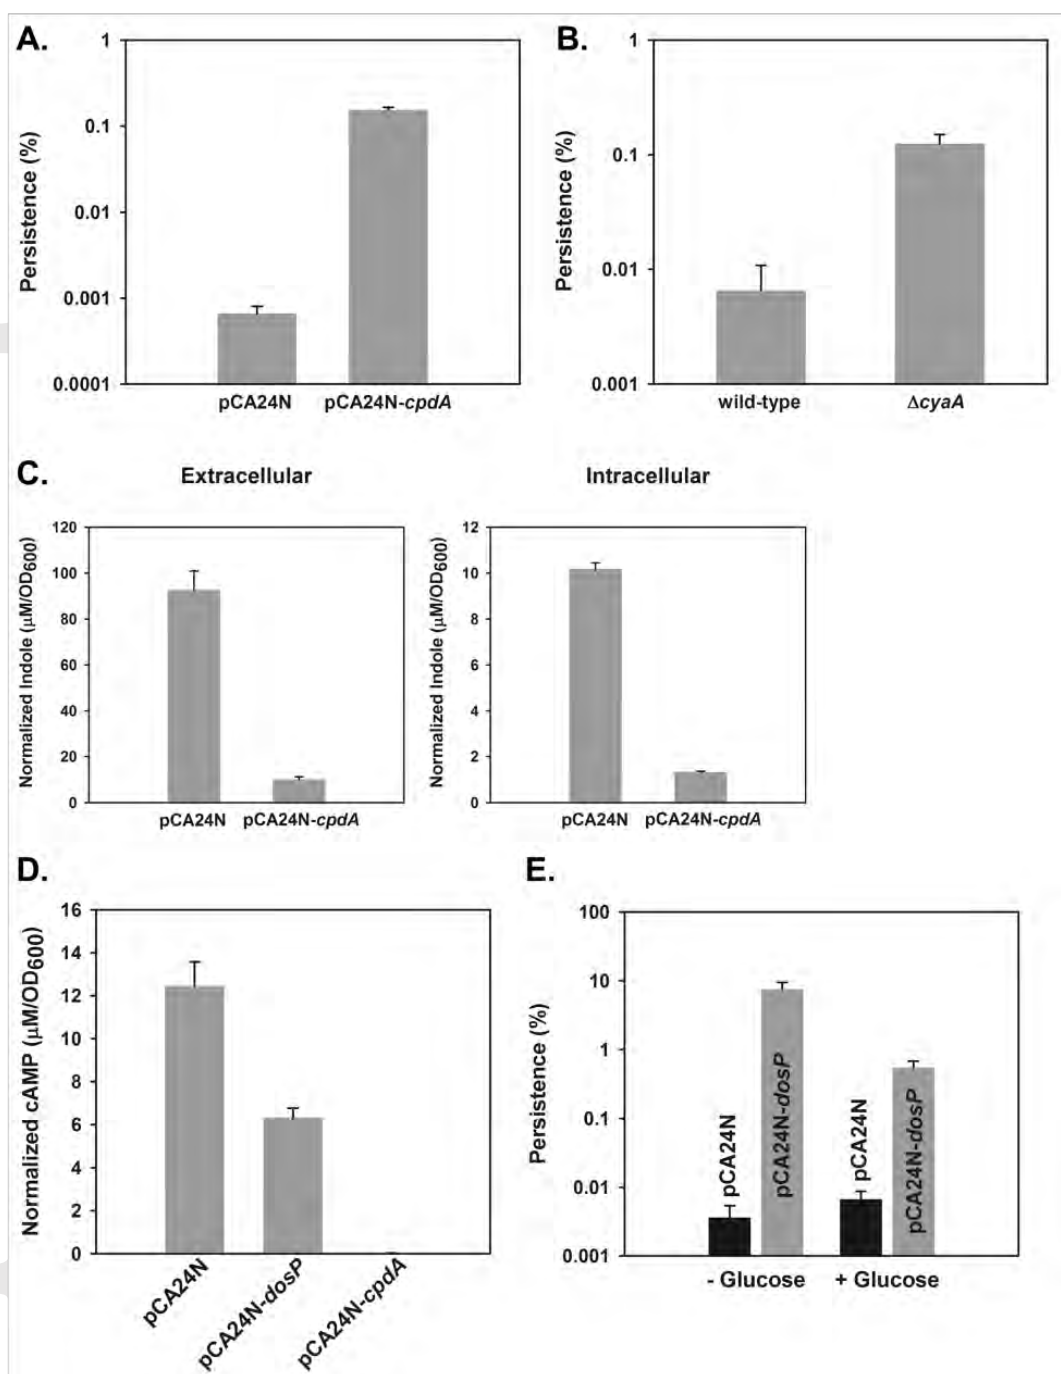 A.
Persistence (%)
1
0.1
0.01
0.001
0.0001
pCA24N pCA24N-cpdA
B.
Persistence (%)
1
0.1
0.01
0.001
wild-type ΔcyaA
C.
Extracellular
Normalized Indole (μM/OD600)
120
100
80
60
40
20
0
pCA24N pCA24N-cpdA
Intracellular
Normalized Indole (μM/OD600)
12
10
8
6
4
2
0
pCA24N pCA24N-cpdA
D.
Normalized cAMP (μM/OD600)
16
14
12
10
8
6
4
2
0
pCA24N
pCA24N-dosP
pCA24N-cpdA
E.
Persistence (%)
100
10
1
0.1
0.01
0.001
pCA24N
pCA24N-dosP
pCA24N
pCA24N-dosP
- Glucose + Glucose